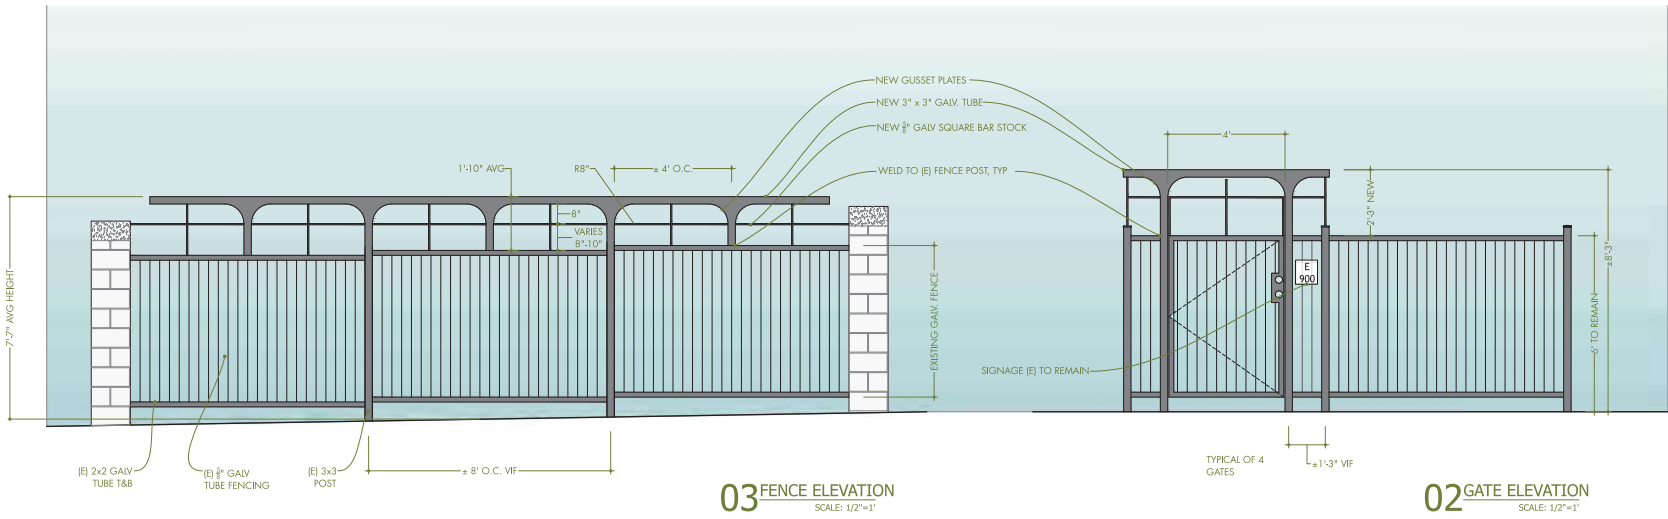 NEW GUSSET PLATES
NEW 3" x 3" GALV. TUBE
NEW 5/8" GALV SQUARE BAR STOCK
WELD TO (E) FENCE POST, TYP
1'-10" AVG
R8"
± 4' O.C.
8"
VARIES
8"-10"
7'-7" AVG HEIGHT
EXISTING GALV. FENCE
(E) 2x2 GALV
TUBE T&B
(E) 5/8" GALV
TUBE FENCING
(E) 3x3
POST
± 8' O.C. VIF
03 FENCE ELEVATION
SCALE: 1/2"=1'
4'
2'-3" NEW
±8'-3"
6' TO REMAIN
E
900
SIGNAGE (E) TO REMAIN
TYPICAL OF 4
GATES
±1'-3" VIF
02 GATE ELEVATION
SCALE: 1/2"=1'